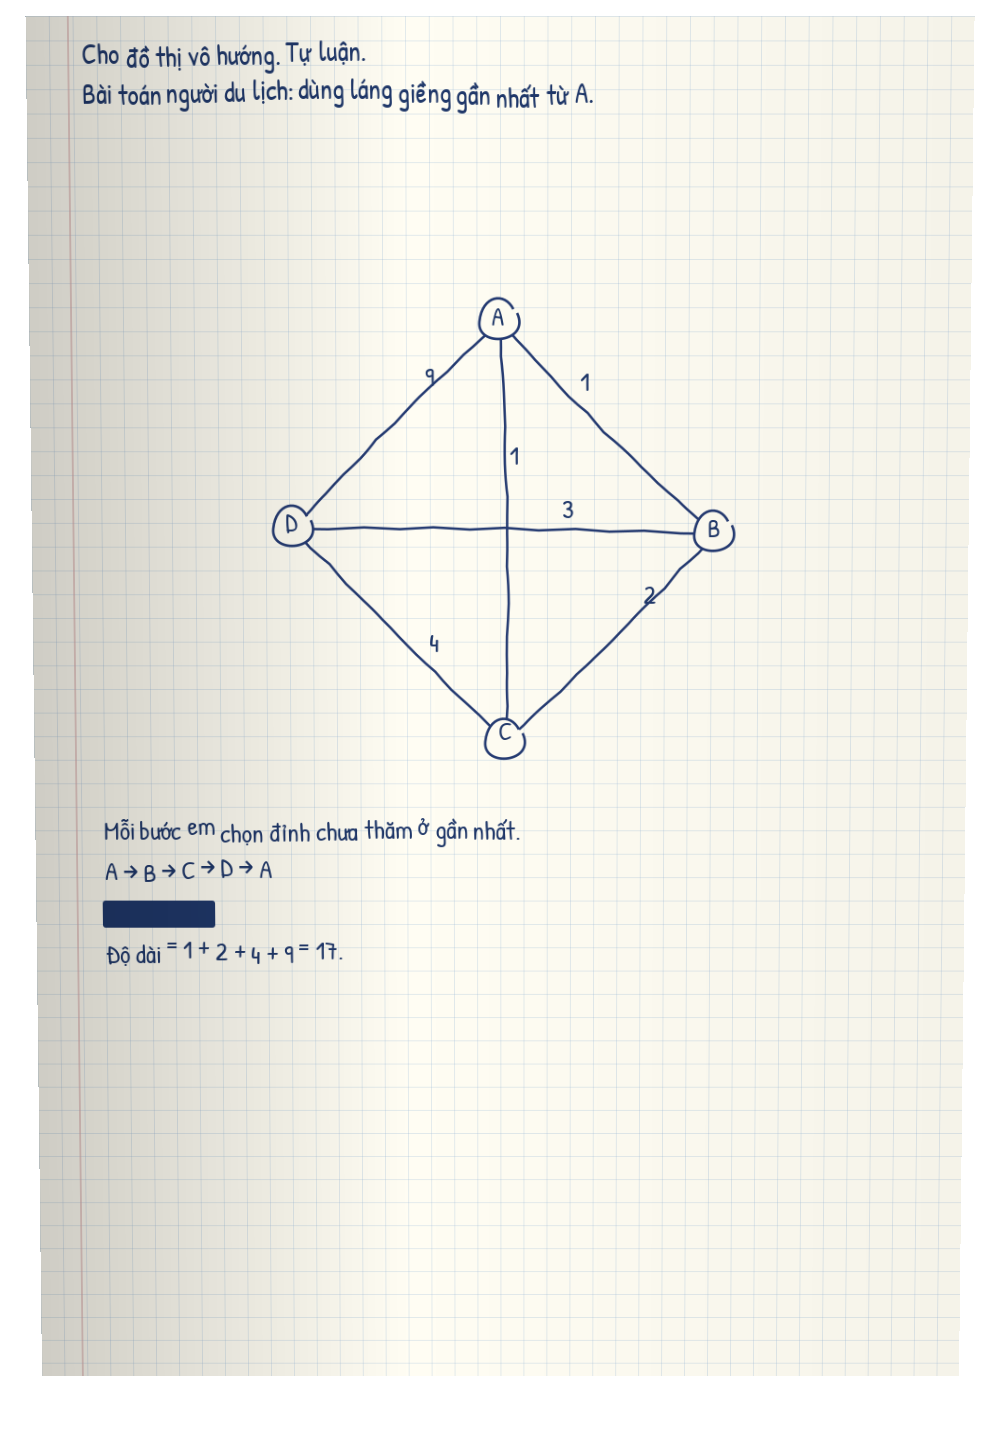 Cho đồ thị vô hướng. Tự luận.
Bài toán người du lịch: dùng láng giềng gần nhất từ A.
A
9
1
1
3
D
B
2
4
C
Mỗi bước em chọn đỉnh chưa thăm ở gần nhất.
A → B → C → D → A
Độ dài = 1 + 2 + 4 + 9 = 17.